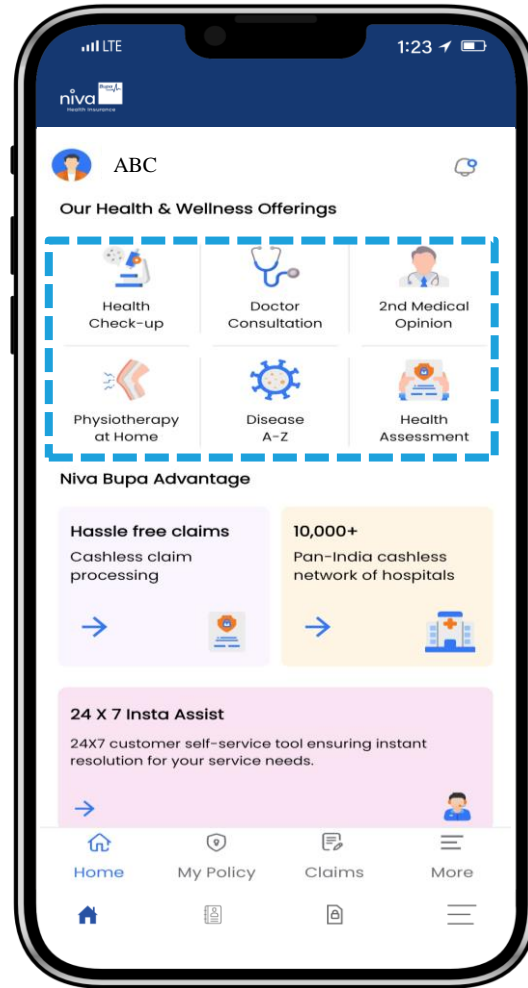 LTE
1:23
niva
Bupa
Health Insurance
ABC
Our Health & Wellness Offerings
Health
Check-up
Doctor
Consultation
2nd Medical
Opinion
Physiotherapy
at Home
Disease
A-Z
Health
Assessment
Niva Bupa Advantage
Hassle free claims
Cashless claim
processing
10,000+
Pan-India cashless
network of hospitals
24 X 7 Insta Assist
24X7 customer self-service tool ensuring instant
resolution for your service needs.
Home
My Policy
Claims
More